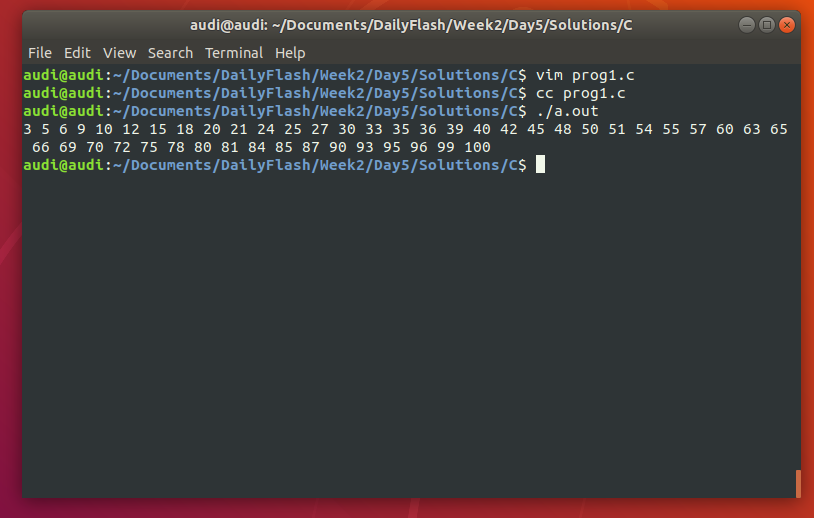 audi@audi: ~/Documents/DailyFlash/Week2/Day5/Solutions/C
File Edit View Search Terminal Help
audi@audi:~/Documents/DailyFlash/Week2/Day5/Solutions/C$ vim prog1.c
audi@audi:~/Documents/DailyFlash/Week2/Day5/Solutions/C$ cc prog1.c
audi@audi:~/Documents/DailyFlash/Week2/Day5/Solutions/C$ ./a.out
3 5 6 9 10 12 15 18 20 21 24 25 27 30 33 35 36 39 40 42 45 48 50 51 54 55 57 60 63 65
66 69 70 72 75 78 80 81 84 85 87 90 93 95 96 99 100
audi@audi:~/Documents/DailyFlash/Week2/Day5/Solutions/C$